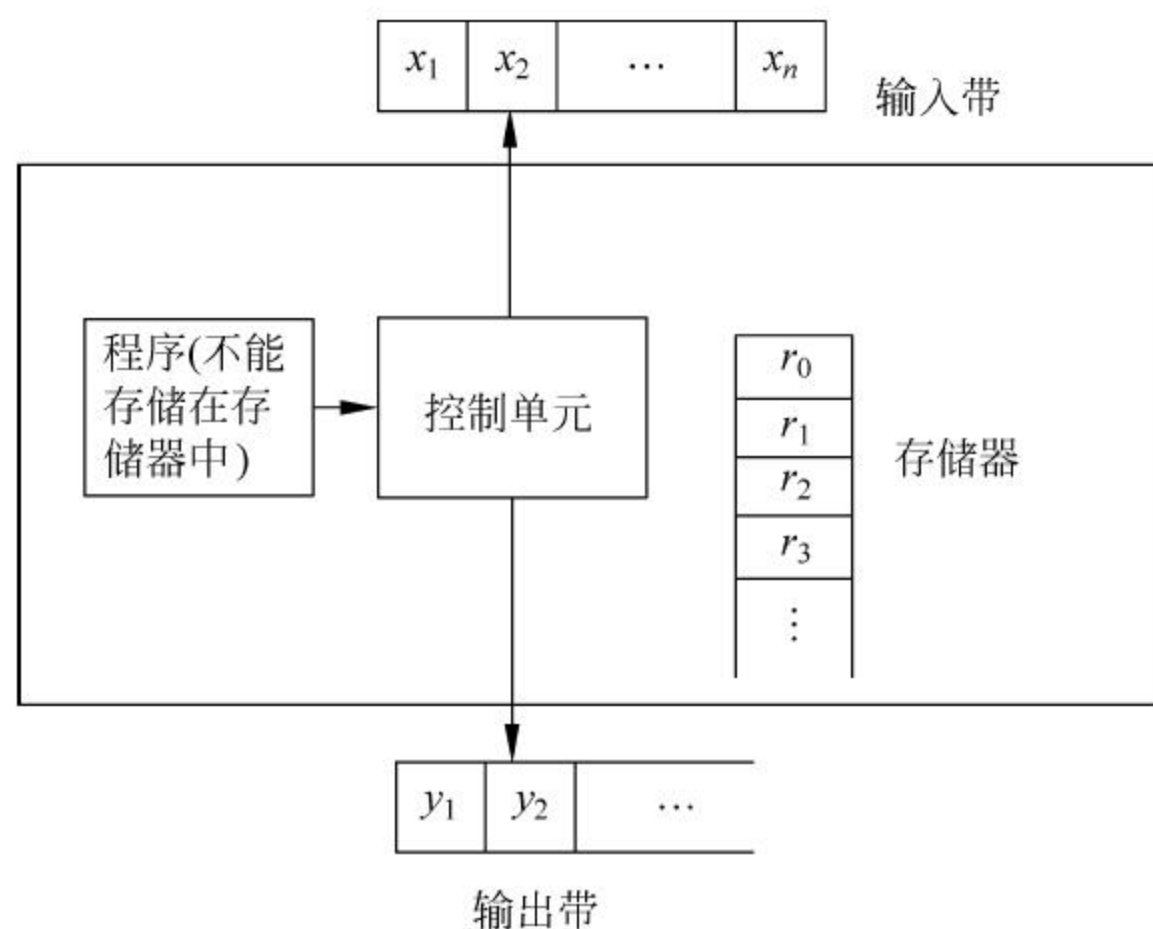 x₁ x₂ … xₙ
输入带
程序(不能
存储在存
储器中)
控制单元
r₀
r₁
r₂
r₃
⋮
存储器
y₁ y₂ …
输出带